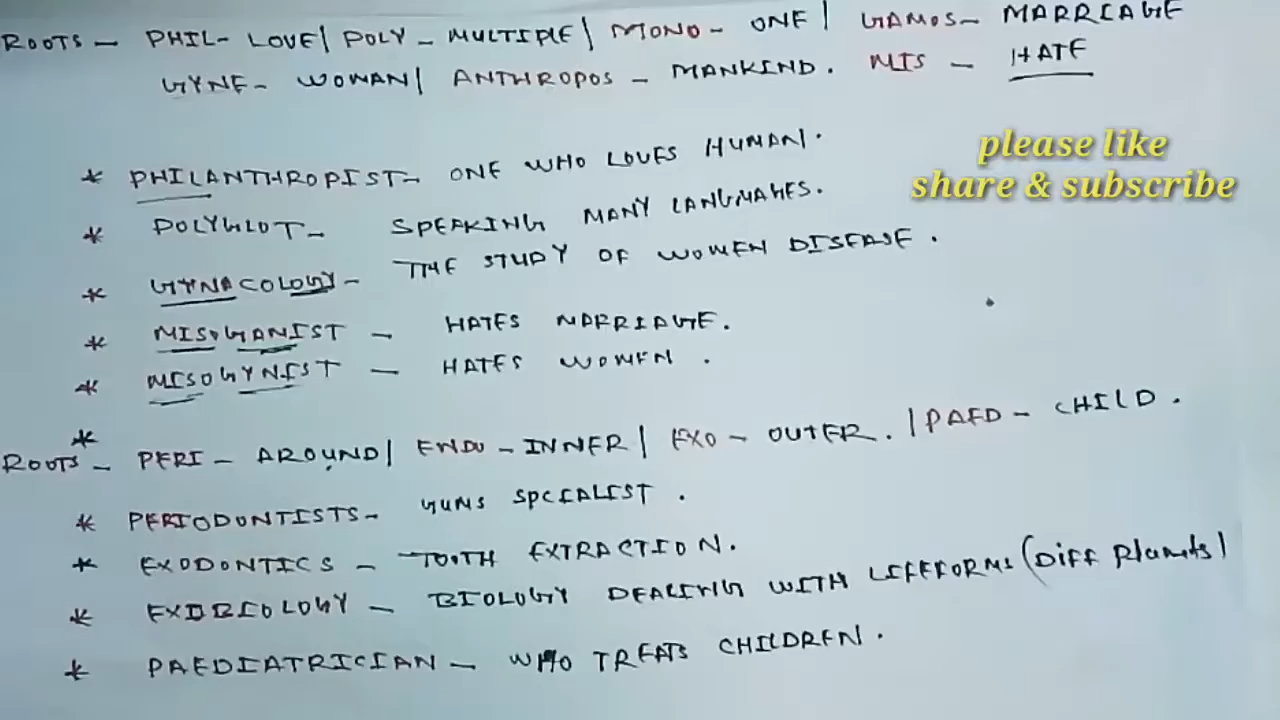 ROOTS - PHIL - LOVE | POLY - MULTIPLE | MONO - ONE | GAMOS - MARRIAGE
GYNE - WOMAN | ANTHROPOS - MANKIND. MIS - HATE
please like
share & subscribe
* PHILANTHROPIST - ONE WHO LOVES HUMAN.
* POLYGLOT - SPEAKING MANY LANGUAGES.
* GYNACOLOGY - THE STUDY OF WOMEN DISEASE.
* MISOGANIST - HATES MARRIAGE.
* MISOGYNIST - HATES WOMEN.
*
ROOTS - PERI - AROUND | ENDO - INNER | EXO - OUTER. | PAED - CHILD.
* PERIODONTISTS - GUMS SPCIALIST.
* EXODONTICS - TOOTH EXTRACTION.
* EXOBIOLOGY - BIOLOGY DEALING WITH LIFEFORMS (Diff Planets)
* PAEDIATRICIAN - WHO TREATS CHILDREN.